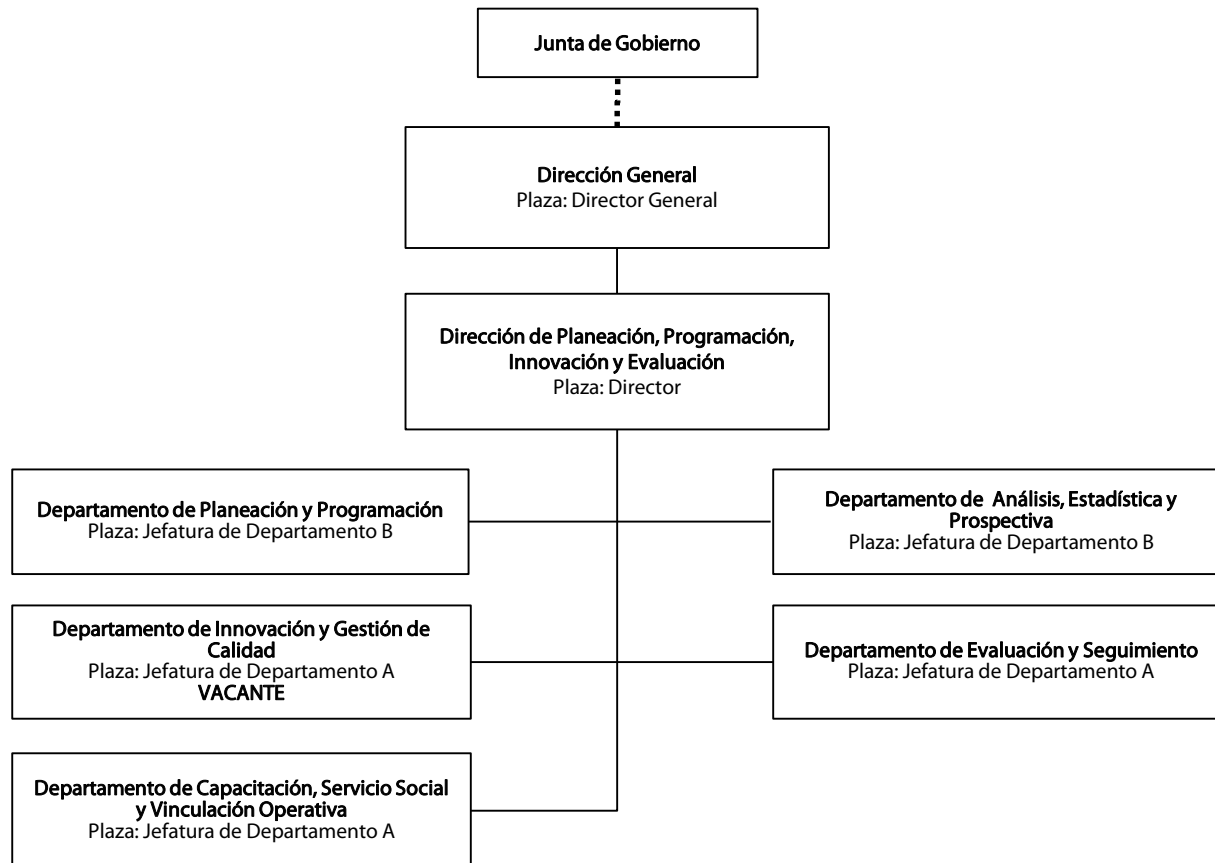 Junta de Gobierno
Dirección General
Plaza: Director General
Dirección de Planeación, Programación,
Innovación y Evaluación
Plaza: Director
Departamento de Planeación y Programación
Plaza: Jefatura de Departamento B
Departamento de Análisis, Estadística y
Prospectiva
Plaza: Jefatura de Departamento B
Departamento de Innovación y Gestión de
Calidad
Plaza: Jefatura de Departamento A
VACANTE
Departamento de Evaluación y Seguimiento
Plaza: Jefatura de Departamento A
Departamento de Capacitación, Servicio Social
y Vinculación Operativa
Plaza: Jefatura de Departamento A